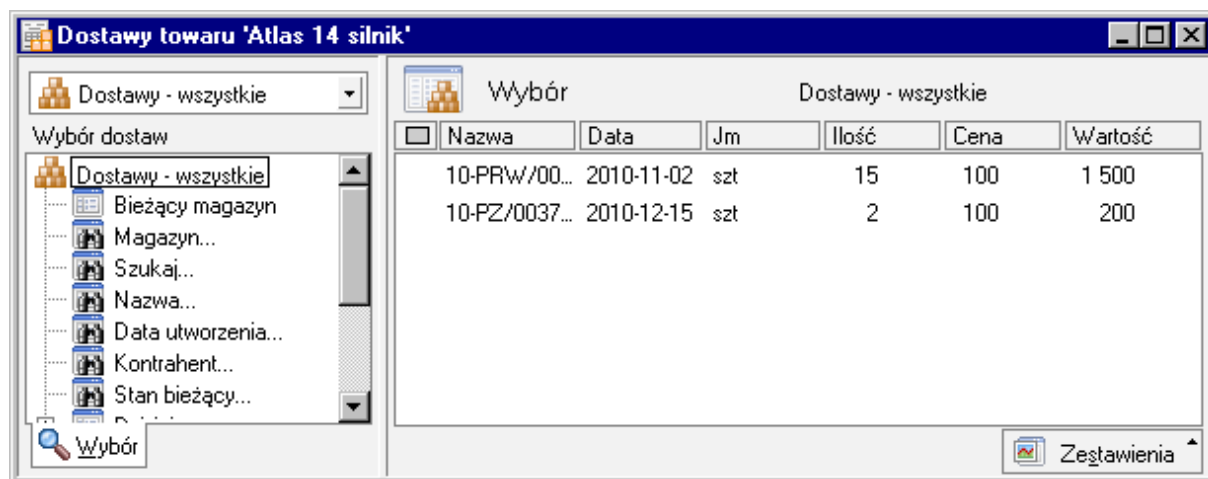 Dostawy towaru 'Atlas 14 silnik'
Dostawy - wszystkie
Wybór dostaw
Dostawy - wszystkie
Bieżący magazyn
Magazyn...
Szukaj...
Nazwa...
Data utworzenia...
Kontrahent...
Stan bieżący...
Wybór
Wybór Dostawy - wszystkie
Nazwa Data Jm Ilość Cena Wartość
10-PRW/00... 2010-11-02 szt 15 100 1 500
10-PZ/0037... 2010-12-15 szt 2 100 200
Zestawienia